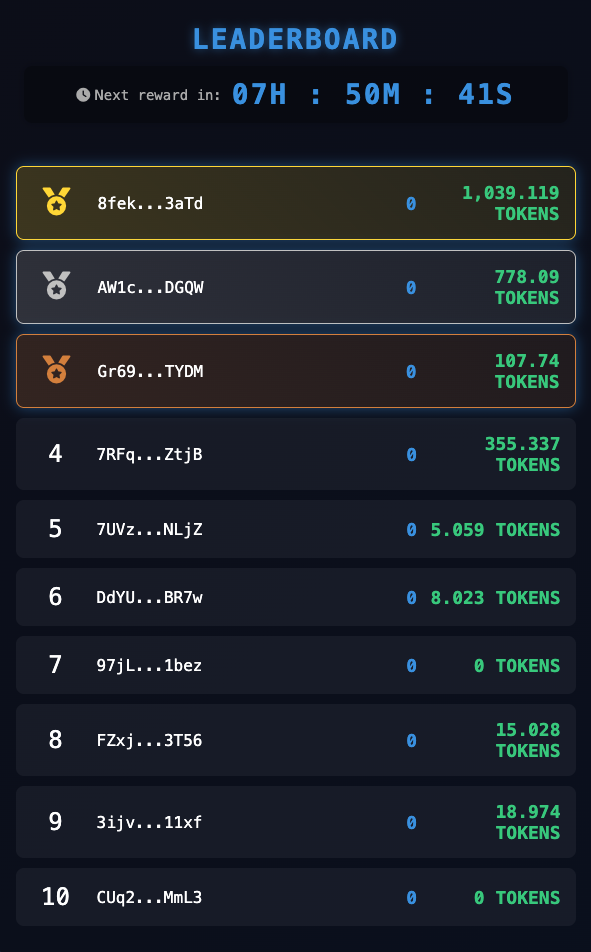 LEADERBOARD
Next reward in: 07H : 50M : 41S
8fek...3aTd 0 1,039.119 TOKENS
AW1c...DGQW 0 778.09 TOKENS
Gr69...TYDM 0 107.74 TOKENS
4 7RFq...ZtjB 0 355.337 TOKENS
5 7UVz...NLjZ 0 5.059 TOKENS
6 DdYU...BR7w 0 8.023 TOKENS
7 97jL...1bez 0 0 TOKENS
8 FZxj...3T56 0 15.028 TOKENS
9 3ijv...11xf 0 18.974 TOKENS
10 CUq2...MmL3 0 0 TOKENS